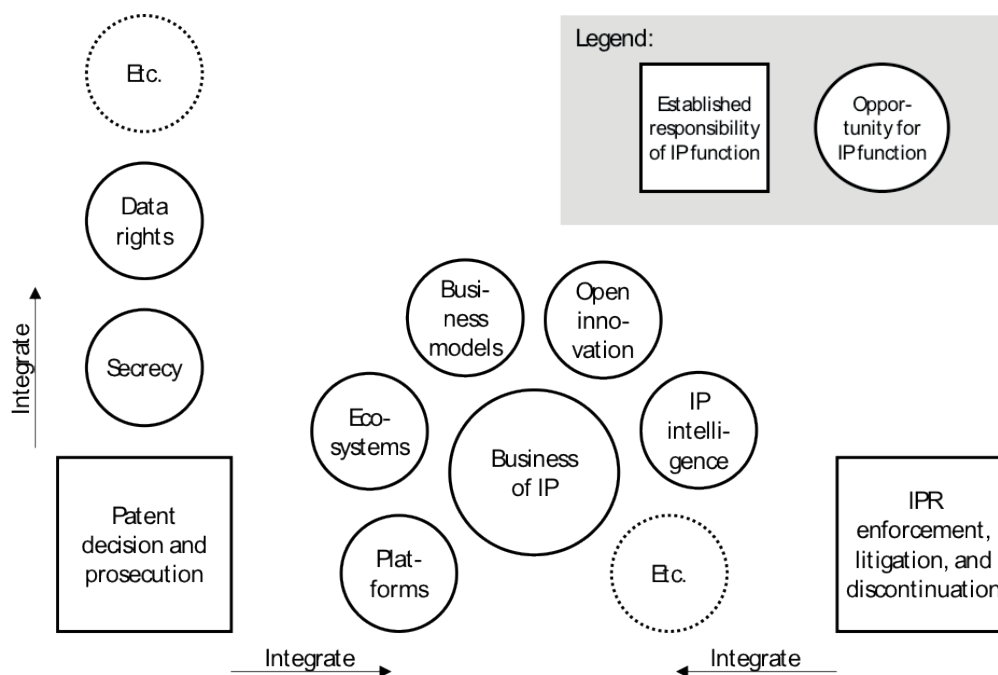 Etc.
Data
rights
Integrate
Secrecy
Patent
decision and
prosecution
Integrate
Legend:
Established
responsibility
of IP function
Oppor-
tunity for
IP function
Busi-
ness
models
Open
inno-
vation
Eco-
systems
IP
intelli-
gence
Business
of IP
Plat-
forms
Etc.
IPR
enforcement,
litigation, and
discontinuation
Integrate